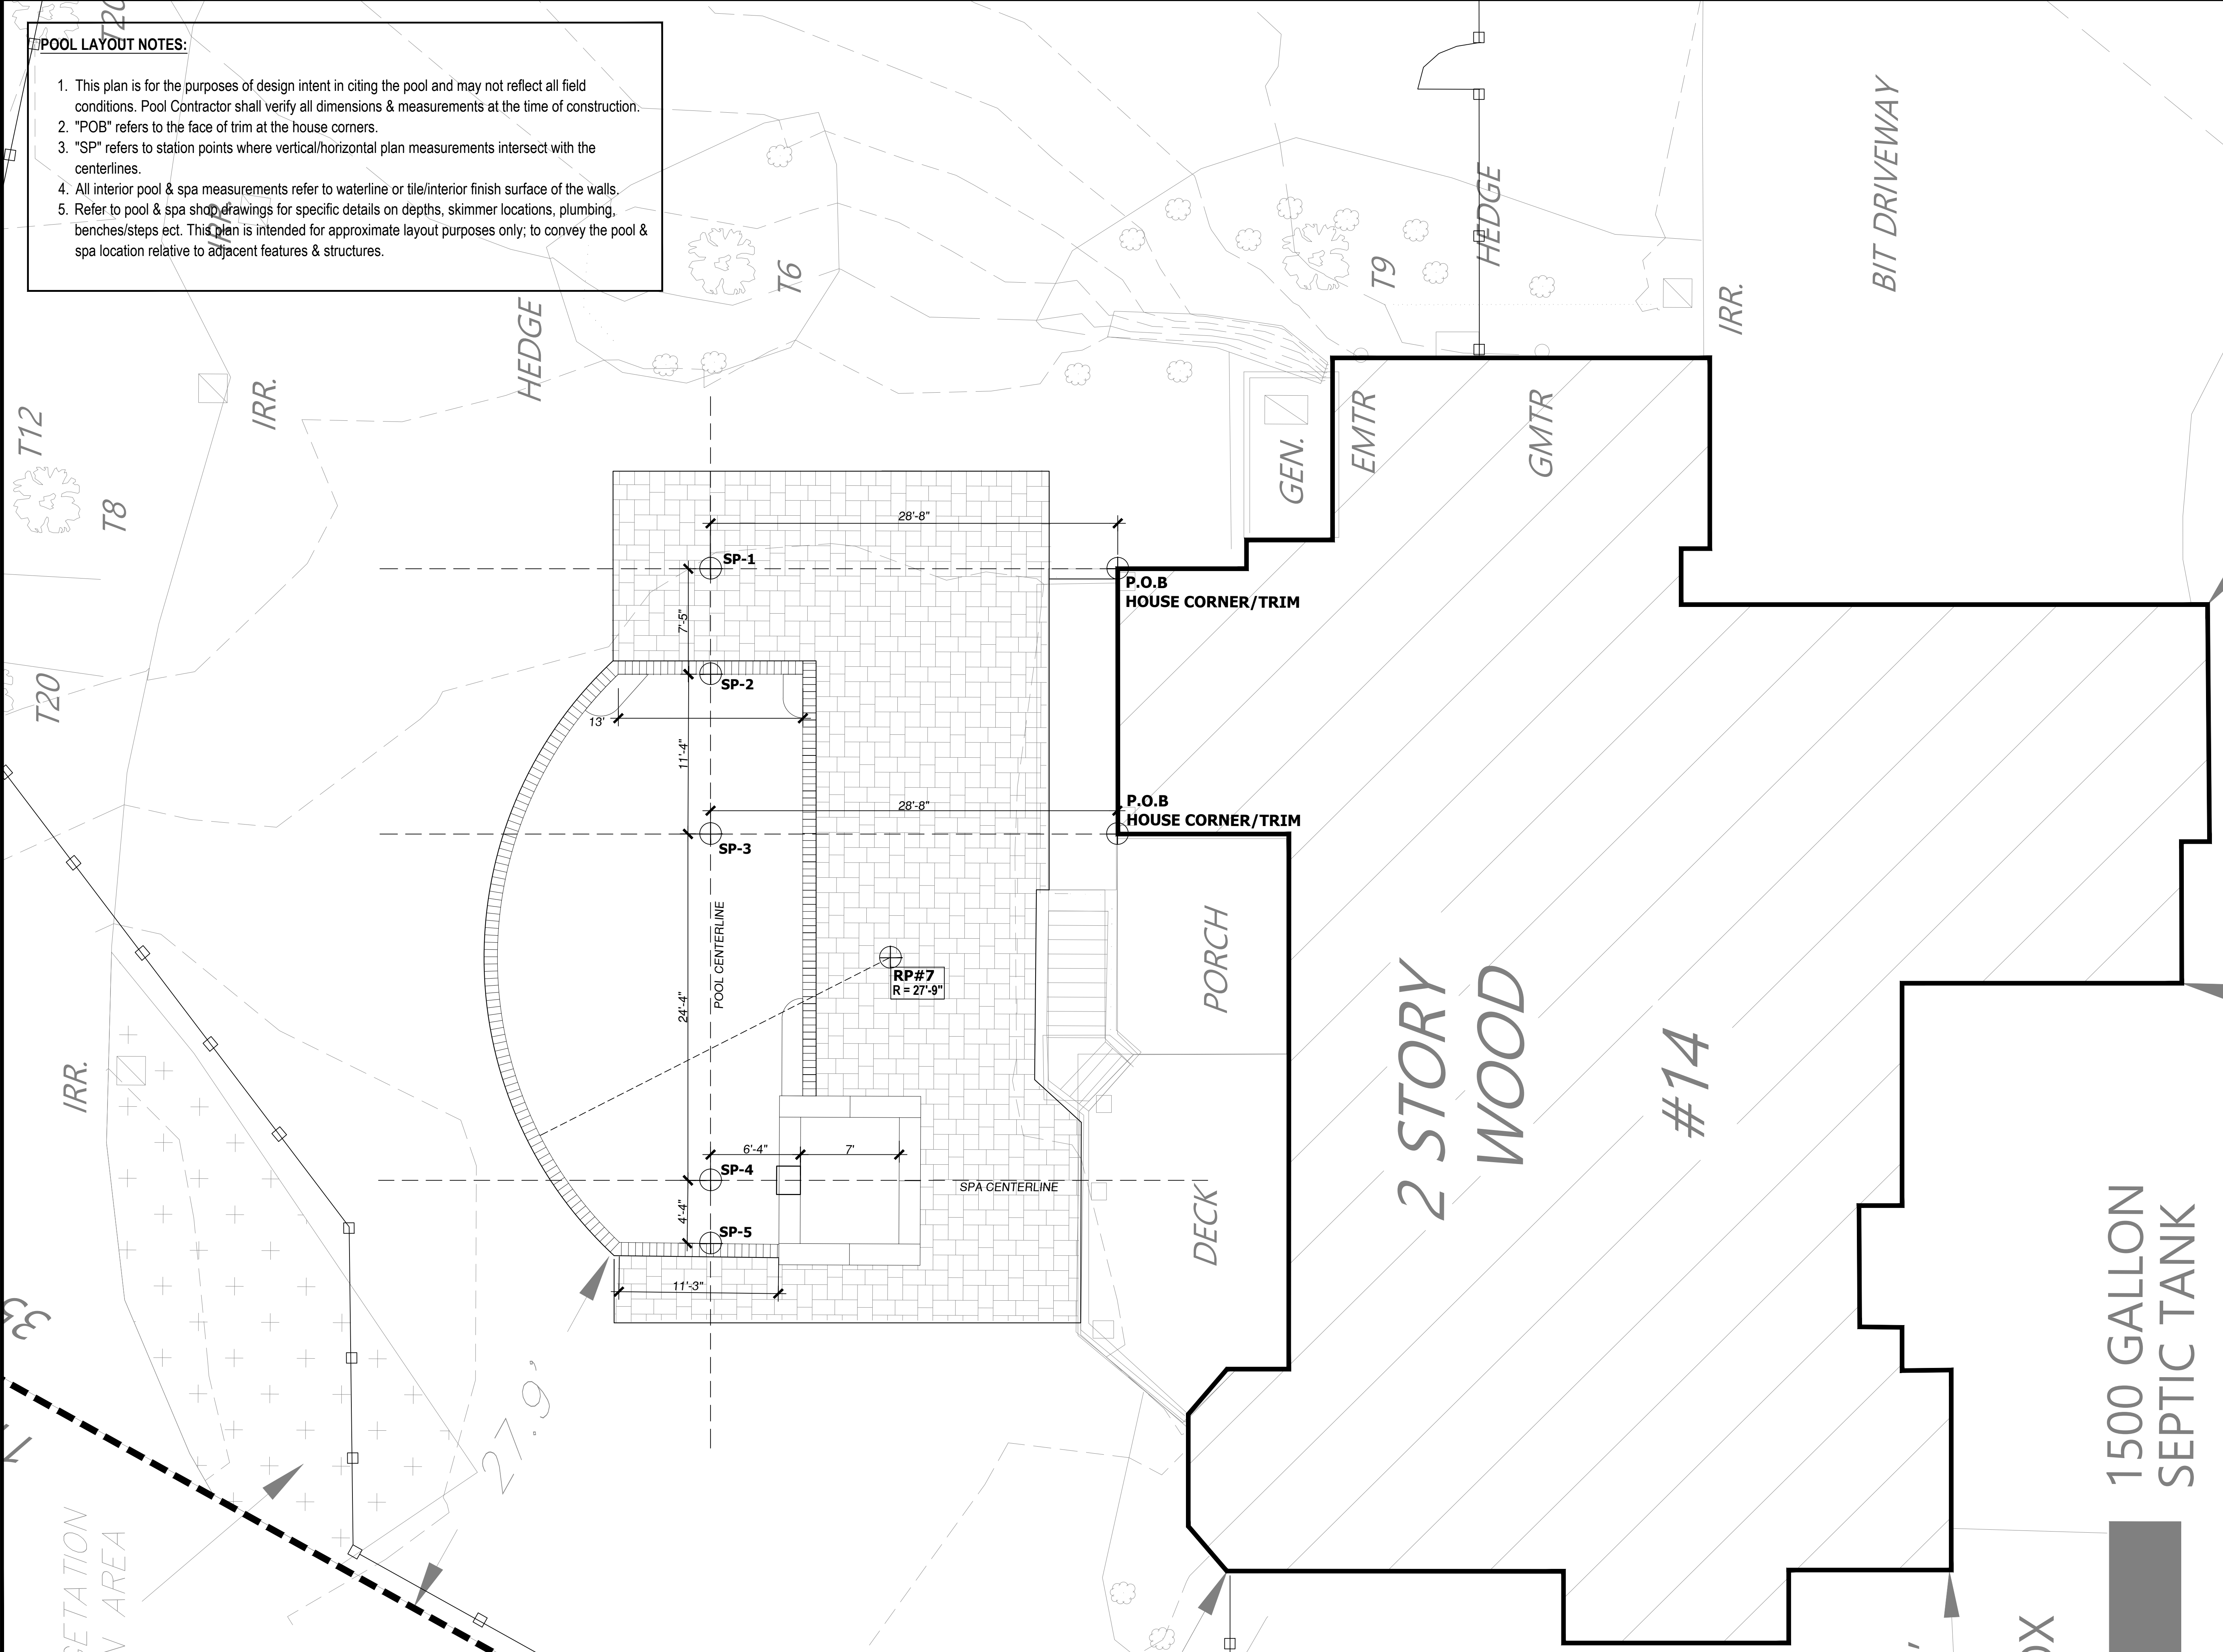 T20
POOL LAYOUT NOTES:
1. This plan is for the purposes of design intent in citing the pool and may not reflect all field
conditions. Pool Contractor shall verify all dimensions & measurements at the time of construction.
2. "POB" refers to the face of trim at the house corners.
3. "SP" refers to station points where vertical/horizontal plan measurements intersect with the
centerlines.
4. All interior pool & spa measurements refer to waterline or tile/interior finish surface of the walls.
5. Refer to pool & spa shop drawings for specific details on depths, skimmer locations, plumbing,
benches/steps ect. This plan is intended for approximate layout purposes only; to convey the pool &
spa location relative to adjacent features & structures.
IRR.
T6
T9
HEDGE
BIT DRIVEWAY
IRR.
HEDGE
IRR.
T12
T8
GEN.
EMTR
GMTR
28'-8"
SP-1
P.O.B
HOUSE CORNER/TRIM
7'-5"
SP-2
T20
13'
11'-4"
28'-8"
P.O.B
HOUSE CORNER/TRIM
SP-3
POOL CENTERLINE
24'-4"
RP#7
R = 27'-9"
PORCH
2 STORY
WOOD
#14
IRR.
6'-4"
7'
SP-4
SPA CENTERLINE
4'-4"
SP-5
DECK
11'-3"
1500 GALLON
SEPTIC TANK
27.9'
AREA